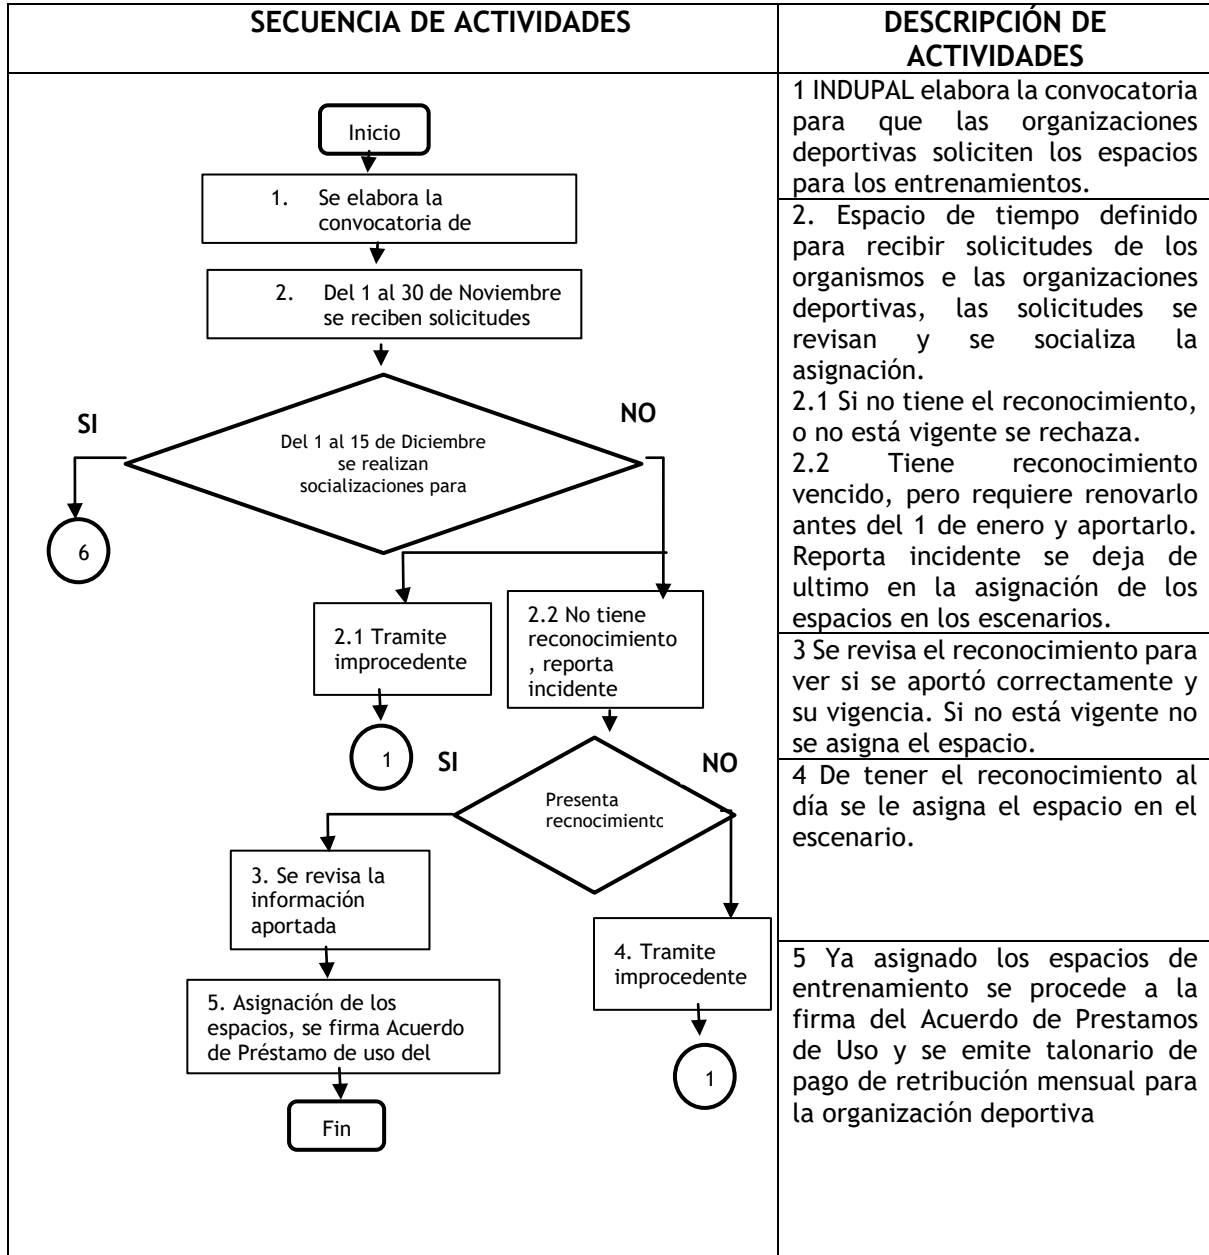 SECUENCIA DE ACTIVIDADES
DESCRIPCIÓN DE
ACTIVIDADES
Inicio
1. Se elabora la
convocatoria de
2. Del 1 al 30 de Noviembre
se reciben solicitudes
SI
NO
Del 1 al 15 de Diciembre
se realizan
socializaciones para
6
2.1 Tramite
improcedente
2.2 No tiene
reconocimiento
, reporta
incidente
1
SI
NO
Presenta
recnocimiento
3. Se revisa la
información
aportada
4. Tramite
improcedente
5. Asignación de los
espacios, se firma Acuerdo
de Préstamo de uso del
1
Fin
1 INDUPAL elabora la convocatoria
para que las organizaciones
deportivas soliciten los espacios
para los entrenamientos.
2. Espacio de tiempo definido
para recibir solicitudes de los
organismos e las organizaciones
deportivas, las solicitudes se
revisan y se socializa la
asignación.
2.1 Si no tiene el reconocimiento,
o no está vigente se rechaza.
2.2 Tiene reconocimiento
vencido, pero requiere renovarlo
antes del 1 de enero y aportarlo.
Reporta incidente se deja de
ultimo en la asignación de los
espacios en los escenarios.
3 Se revisa el reconocimiento para
ver si se aportó correctamente y
su vigencia. Si no está vigente no
se asigna el espacio.
4 De tener el reconocimiento al
día se le asigna el espacio en el
escenario.
5 Ya asignado los espacios de
entrenamiento se procede a la
firma del Acuerdo de Prestamos
de Uso y se emite talonario de
pago de retribución mensual para
la organización deportiva